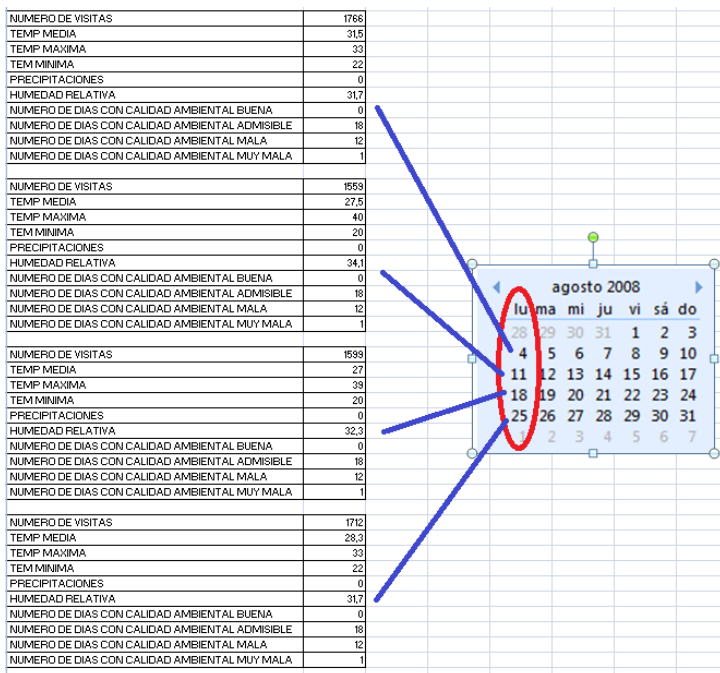 NUMERO DE VISITAS 1766
TEMP MEDIA 31,5
TEMP MAXIMA 33
TEM MINIMA 22
PRECIPITACIONES 0
HUMEDAD RELATIVA 31,7
NUMERO DE DIAS CON CALIDAD AMBIENTAL BUENA 0
NUMERO DE DIAS CON CALIDAD AMBIENTAL ADMISIBLE 18
NUMERO DE DIAS CON CALIDAD AMBIENTAL MALA 12
NUMERO DE DIAS CON CALIDAD AMBIENTAL MUY MALA 1
NUMERO DE VISITAS 1559
TEMP MEDIA 27,5
TEMP MAXIMA 40
TEM MINIMA 20
PRECIPITACIONES 0
HUMEDAD RELATIVA 34,1
NUMERO DE DIAS CON CALIDAD AMBIENTAL BUENA 0
NUMERO DE DIAS CON CALIDAD AMBIENTAL ADMISIBLE 18
NUMERO DE DIAS CON CALIDAD AMBIENTAL MALA 12
NUMERO DE DIAS CON CALIDAD AMBIENTAL MUY MALA 1
NUMERO DE VISITAS 1599
TEMP MEDIA 27
TEMP MAXIMA 39
TEM MINIMA 20
PRECIPITACIONES 0
HUMEDAD RELATIVA 32,3
NUMERO DE DIAS CON CALIDAD AMBIENTAL BUENA 0
NUMERO DE DIAS CON CALIDAD AMBIENTAL ADMISIBLE 18
NUMERO DE DIAS CON CALIDAD AMBIENTAL MALA 12
NUMERO DE DIAS CON CALIDAD AMBIENTAL MUY MALA 1
NUMERO DE VISITAS 1712
TEMP MEDIA 28,3
TEMP MAXIMA 33
TEM MINIMA 22
PRECIPITACIONES 0
HUMEDAD RELATIVA 31,7
NUMERO DE DIAS CON CALIDAD AMBIENTAL BUENA 0
NUMERO DE DIAS CON CALIDAD AMBIENTAL ADMISIBLE 18
NUMERO DE DIAS CON CALIDAD AMBIENTAL MALA 12
NUMERO DE DIAS CON CALIDAD AMBIENTAL MUY MALA 1
agosto 2008
lu ma mi ju vi sá do
28 29 30 31 1 2 3
4 5 6 7 8 9 10
11 12 13 14 15 16 17
18 19 20 21 22 23 24
25 26 27 28 29 30 31
1 2 3 4 5 6 7